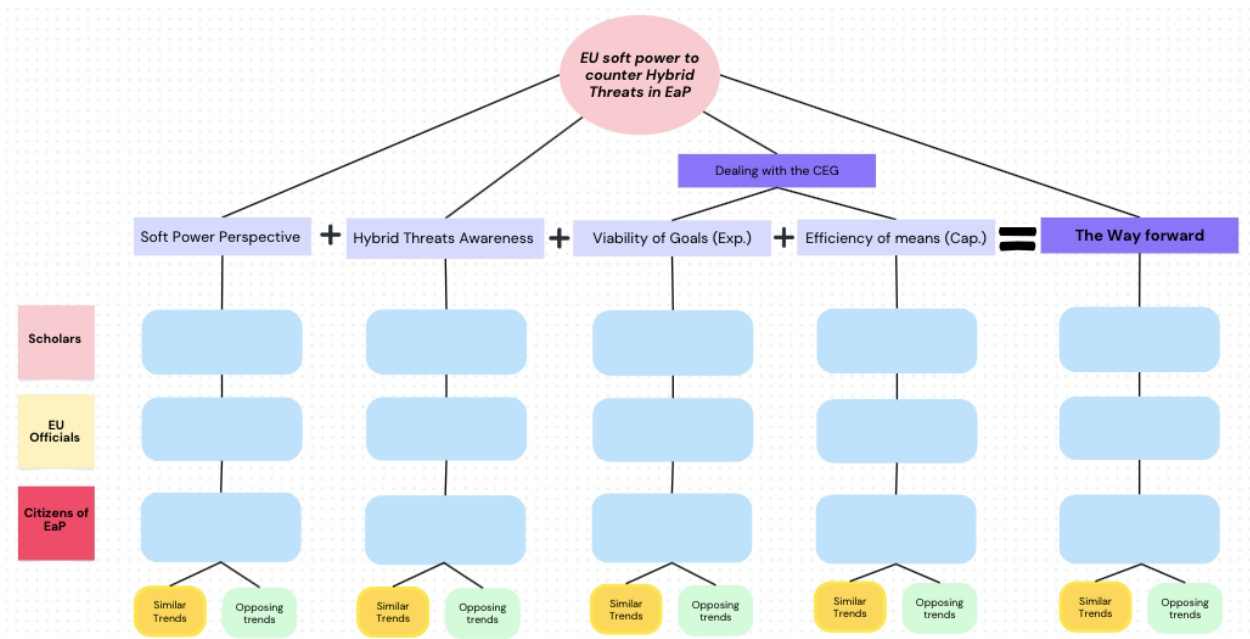 EU soft power to
counter Hybrid
Threats in EaP
Dealing with the CEG
Soft Power Perspective
+
Hybrid Threats Awareness
+
Viability of Goals (Exp.)
+
Efficiency of means (Cap.)
=
The Way forward
Scholars
EU
Officials
Citizens of
EaP
Similar
Trends
Opposing
trends
Similar
Trends
Opposing
trends
Similar
Trends
Opposing
trends
Similar
Trends
Opposing
trends
Similar
Trends
Opposing
trends